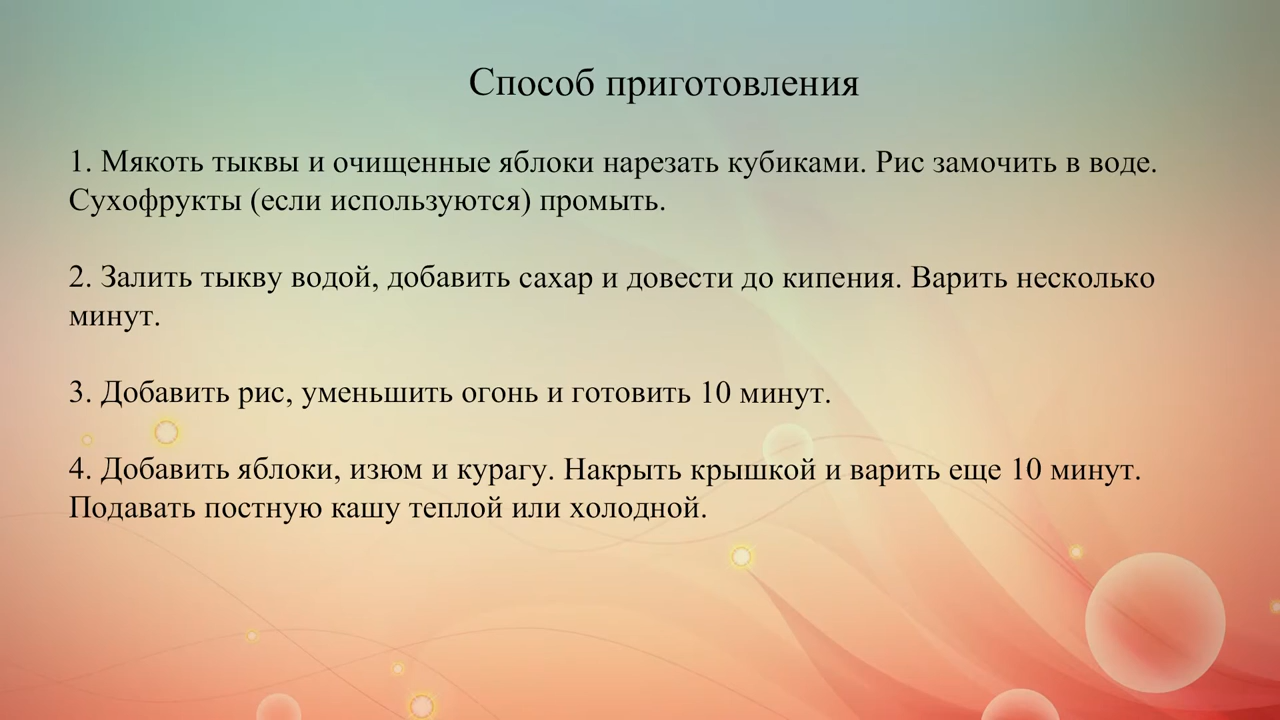 Способ приготовления
1. Мякоть тыквы и очищенные яблоки нарезать кубиками. Рис замочить в воде.
Сухофрукты (если используются) промыть.
2. Залить тыкву водой, добавить сахар и довести до кипения. Варить несколько
минут.
3. Добавить рис, уменьшить огонь и готовить 10 минут.
4. Добавить яблоки, изюм и курагу. Накрыть крышкой и варить еще 10 минут.
Подавать постную кашу теплой или холодной.